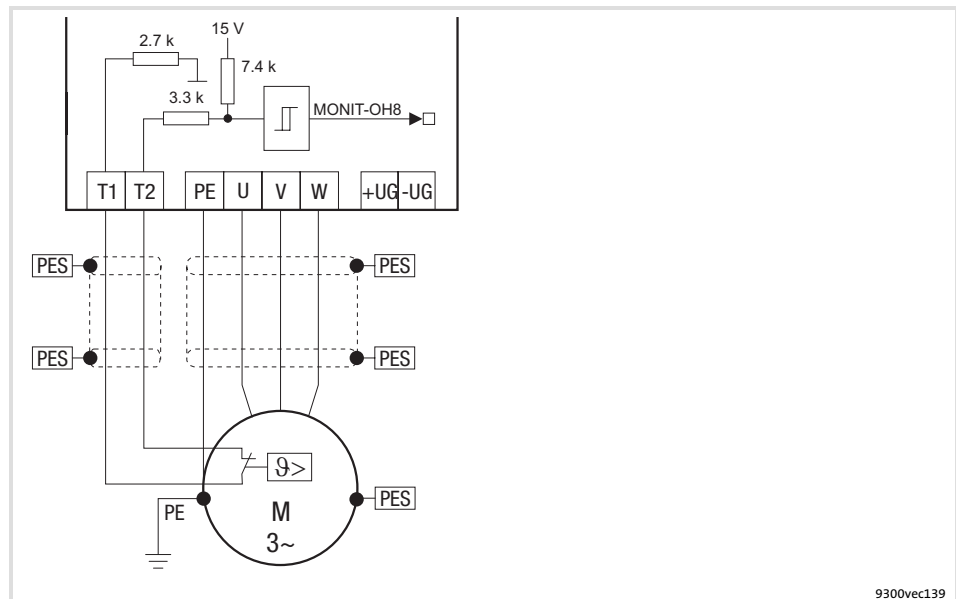 15 V
2.7 k
7.4 k
3.3 k
MONIT-OH8
T1 T2 PE U V W +UG -UG
PES PES
PES PES
ϑ>
PES
PE
M
3~
9300vec139